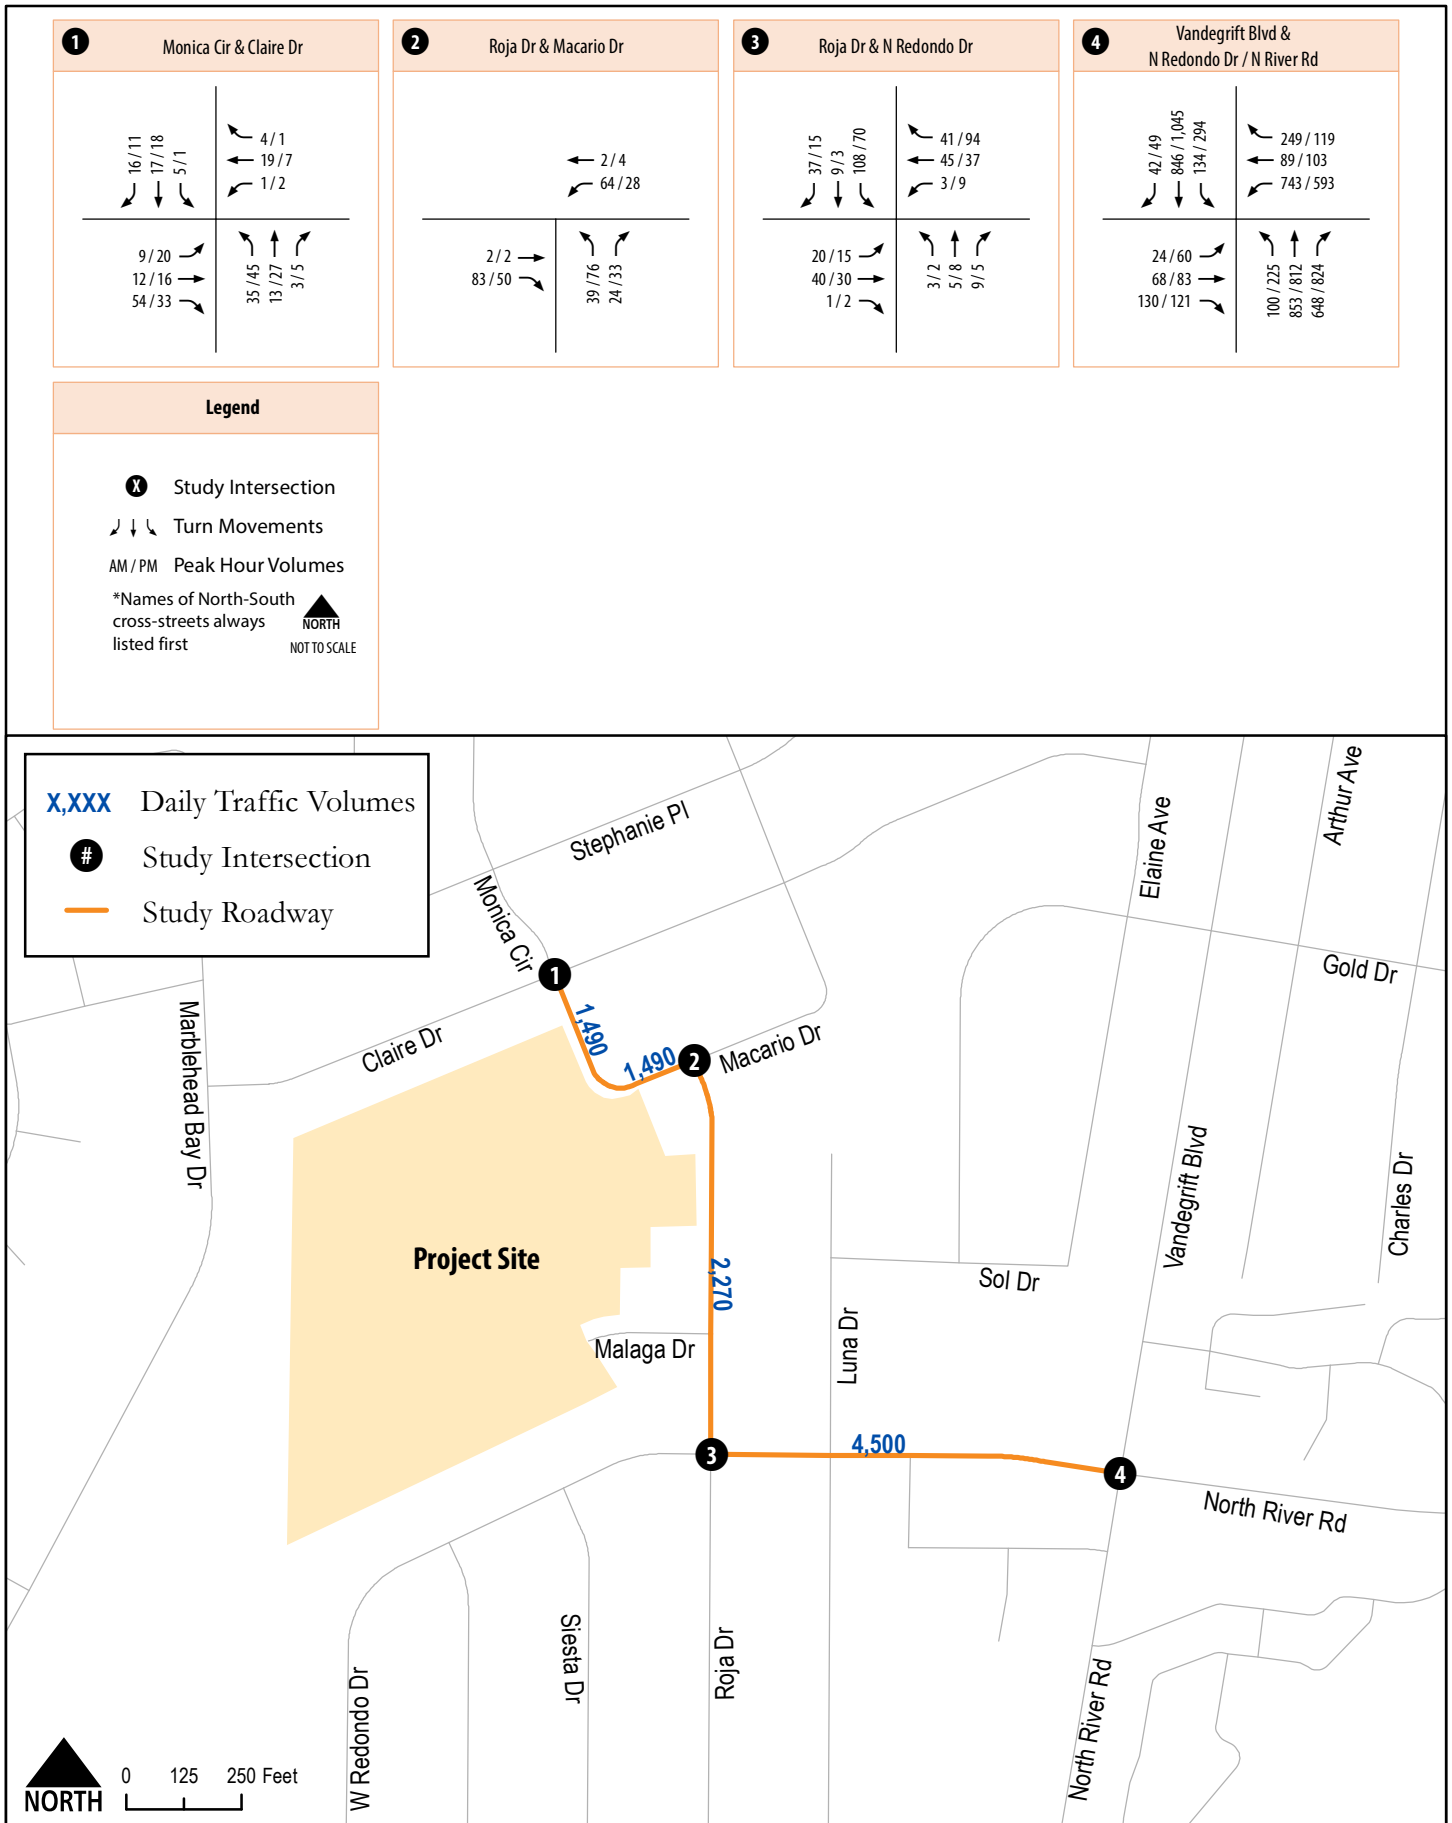 1
Monica Cir & Claire Dr
16 / 11
17 / 18
5 / 1
4 / 1
19 / 7
1 / 2
9 / 20
12 / 16
54 / 33
35 / 45
13 / 27
3 / 5
2
Roja Dr & Macario Dr
2 / 4
64 / 28
2 / 2
83 / 50
39 / 76
24 / 33
3
Roja Dr & N Redondo Dr
37 / 15
9 / 3
108 / 70
41 / 94
45 / 37
3 / 9
20 / 15
40 / 30
1 / 2
3 / 2
5 / 8
9 / 5
4
Vandegrift Blvd &
N Redondo Dr / N River Rd
42 / 49
846 / 1,045
134 / 294
249 / 119
89 / 103
743 / 593
24 / 60
68 / 83
130 / 121
100 / 225
853 / 812
648 / 824
Legend
X Study Intersection
Turn Movements
AM / PM Peak Hour Volumes
*Names of North-South
cross-streets always
listed first
NORTH
NOT TO SCALE
X,XXX Daily Traffic Volumes
# Study Intersection
Study Roadway
Stephanie Pl
Monica Cir
Elaine Ave
Arthur Ave
Gold Dr
1
1,490
1,490
2
Macario Dr
Claire Dr
Marblehead Bay Dr
Vandegrift Blvd
Charles Dr
Project Site
2,270
Sol Dr
Malaga Dr
Luna Dr
3
4,500
4
North River Rd
Siesta Dr
Roja Dr
W Redondo Dr
North River Rd
NORTH
0 125 250 Feet